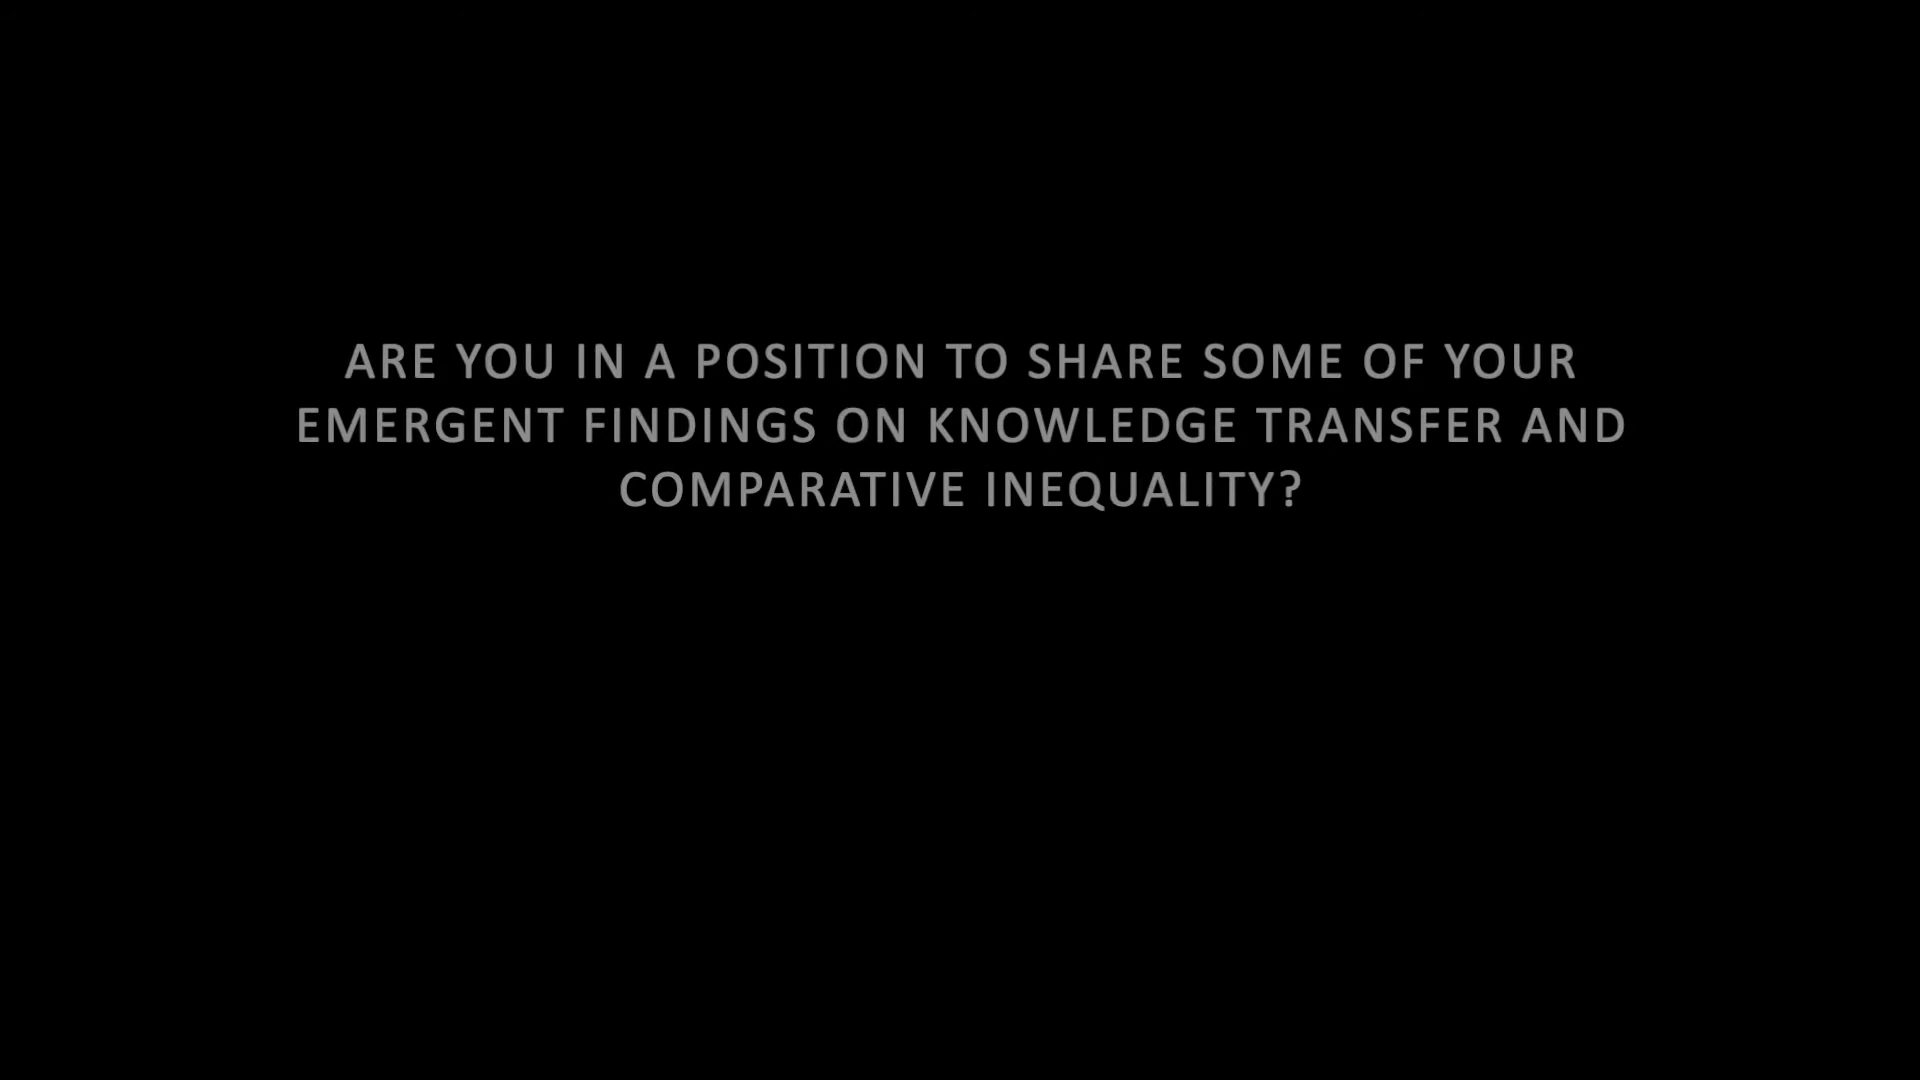 ARE YOU IN A POSITION TO SHARE SOME OF YOUR
EMERGENT FINDINGS ON KNOWLEDGE TRANSFER AND
COMPARATIVE INEQUALITY?